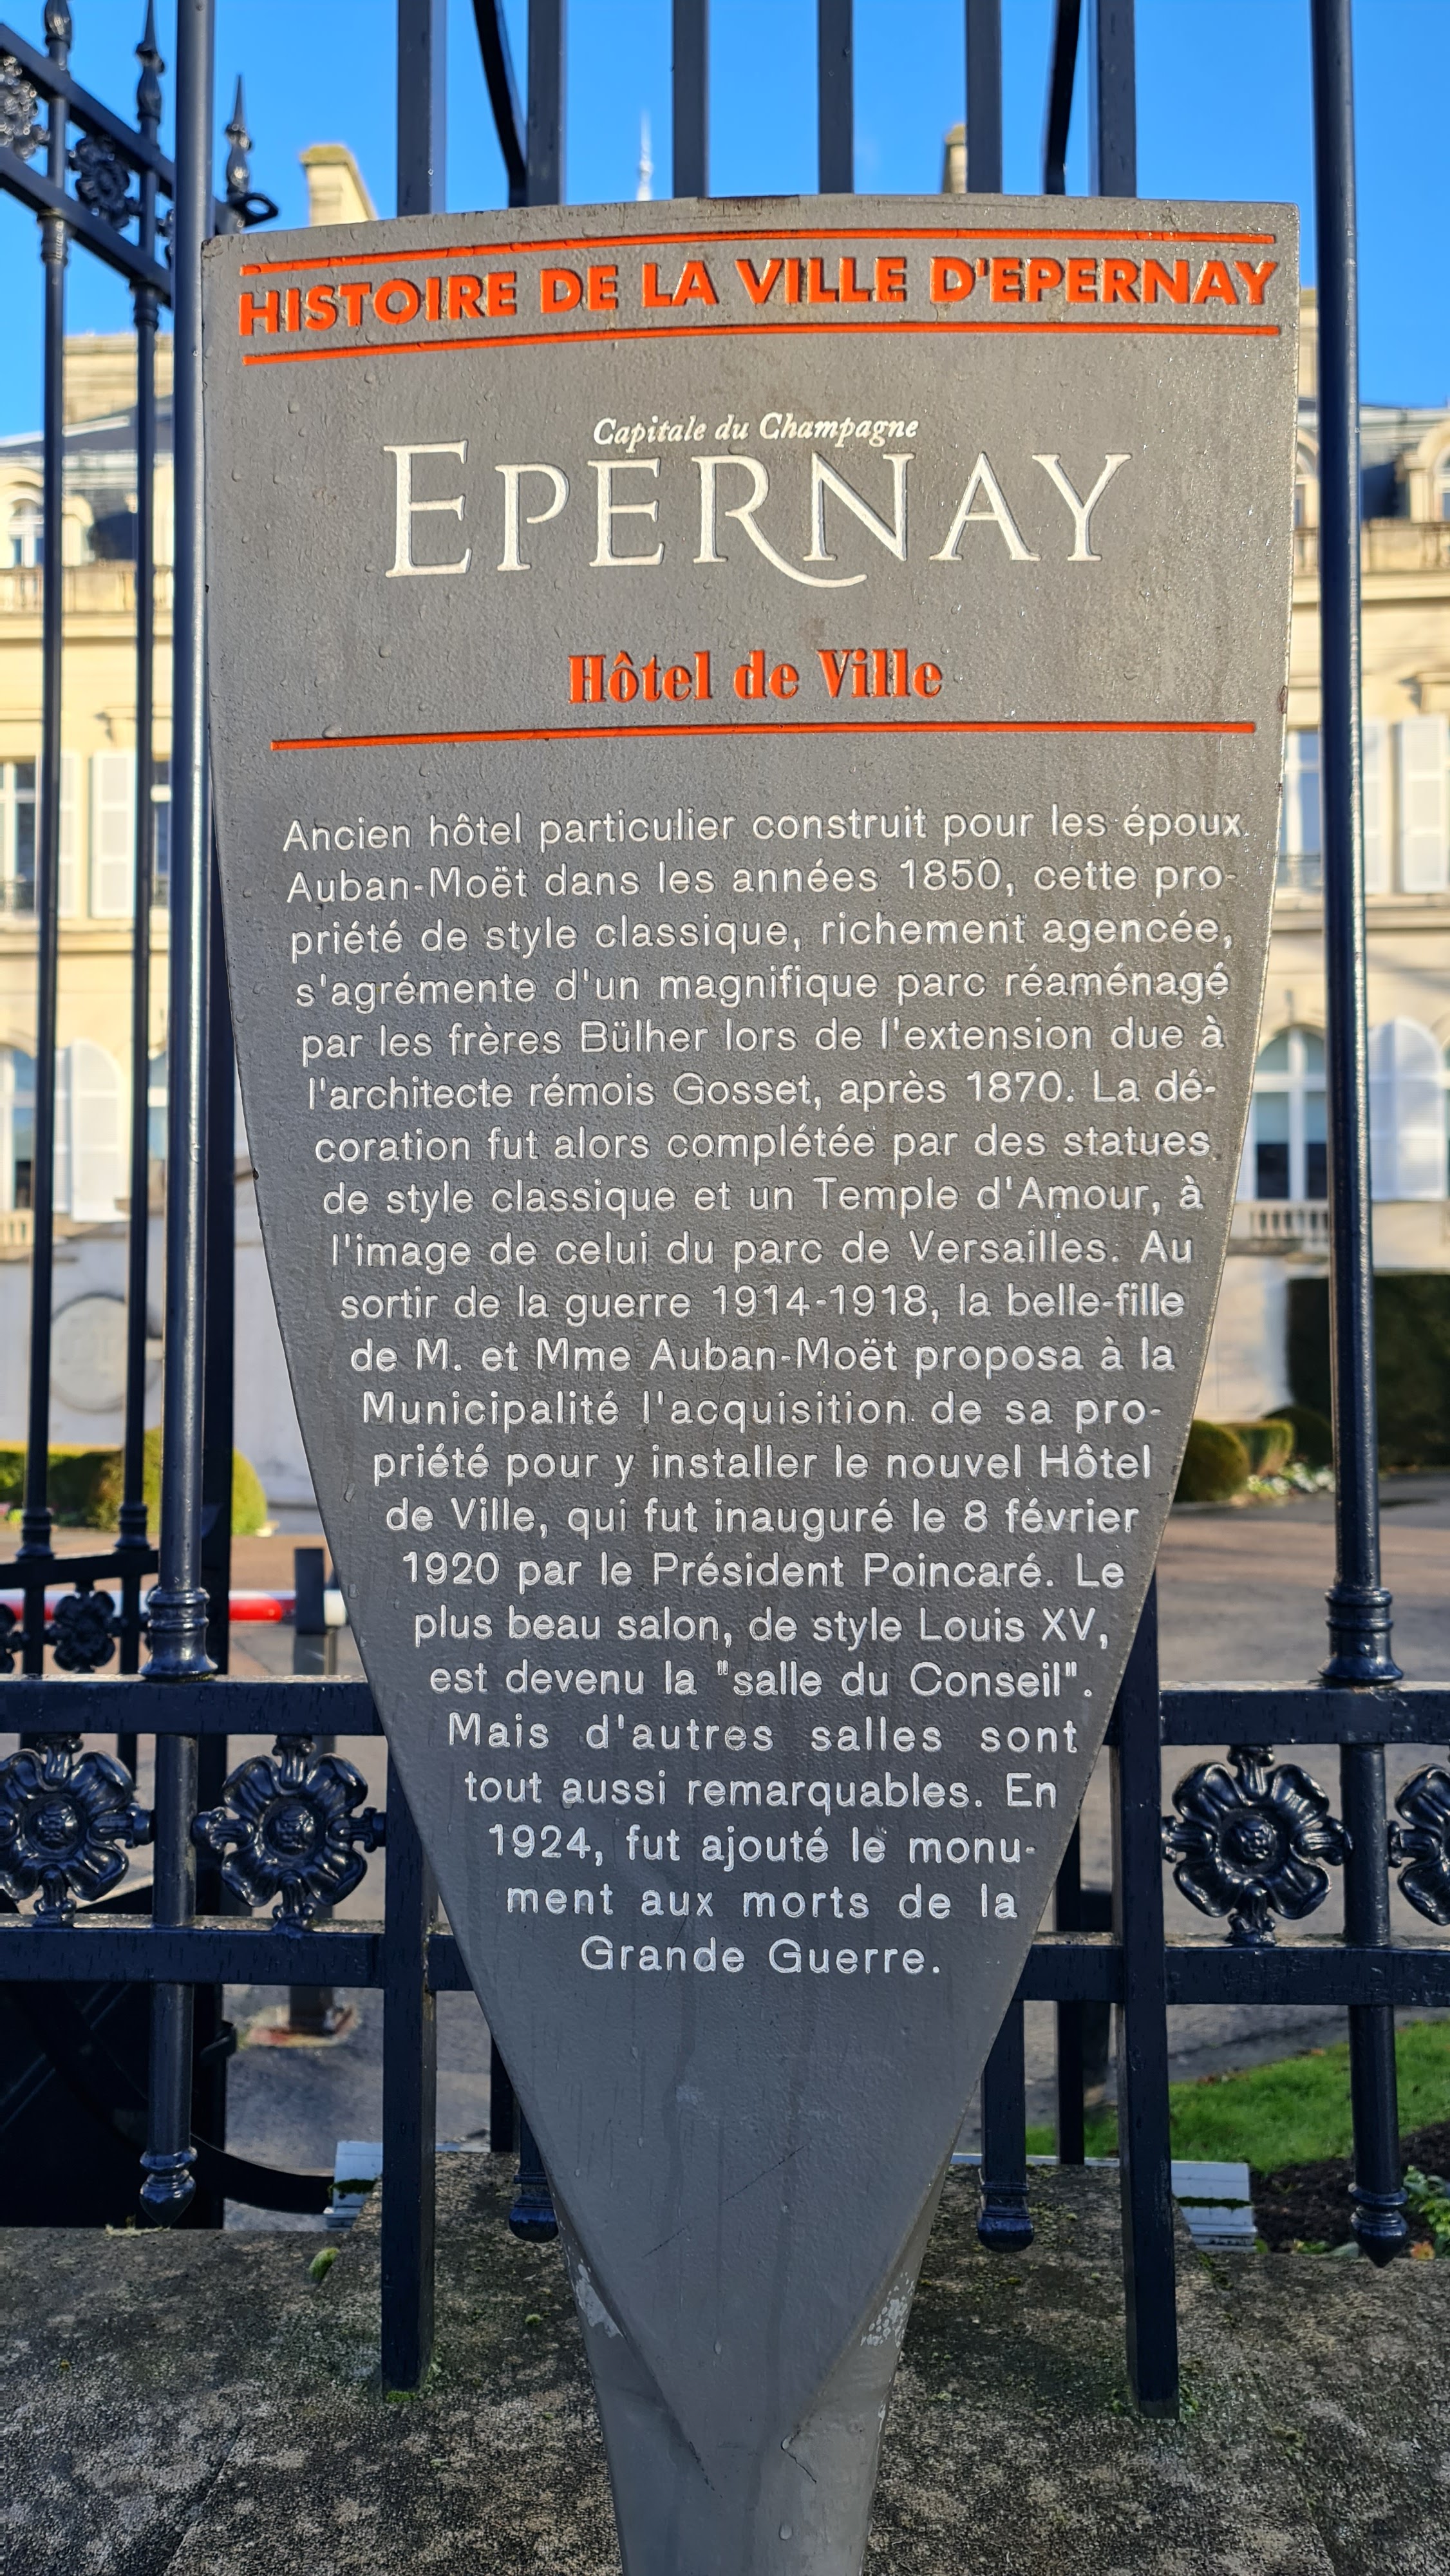 HISTOIRE DE LA VILLE D'EPERNAY
Capitale du Champagne
EPERNAY
Hôtel de Ville
Ancien hôtel particulier construit pour les époux
Auban-Moët dans les années 1850, cette pro-
priété de style classique, richement agencée,
s'agrémente d'un magnifique parc réaménagé
par les frères Bülher lors de l'extension due à
l'architecte rémois Gosset, après 1870. La dé-
coration fut alors complétée par des statues
de style classique et un Temple d'Amour, à
l'image de celui du parc de Versailles. Au
sortir de la guerre 1914-1918, la belle-fille
de M. et Mme Auban-Moët proposa à la
Municipalité l'acquisition de sa pro-
priété pour y installer le nouvel Hôtel
de Ville, qui fut inauguré le 8 février
1920 par le Président Poincaré. Le
plus beau salon, de style Louis XV,
est devenu la "salle du Conseil".
Mais d'autres salles sont
tout aussi remarquables. En
1924, fut ajouté le monu-
ment aux morts de la
Grande Guerre.